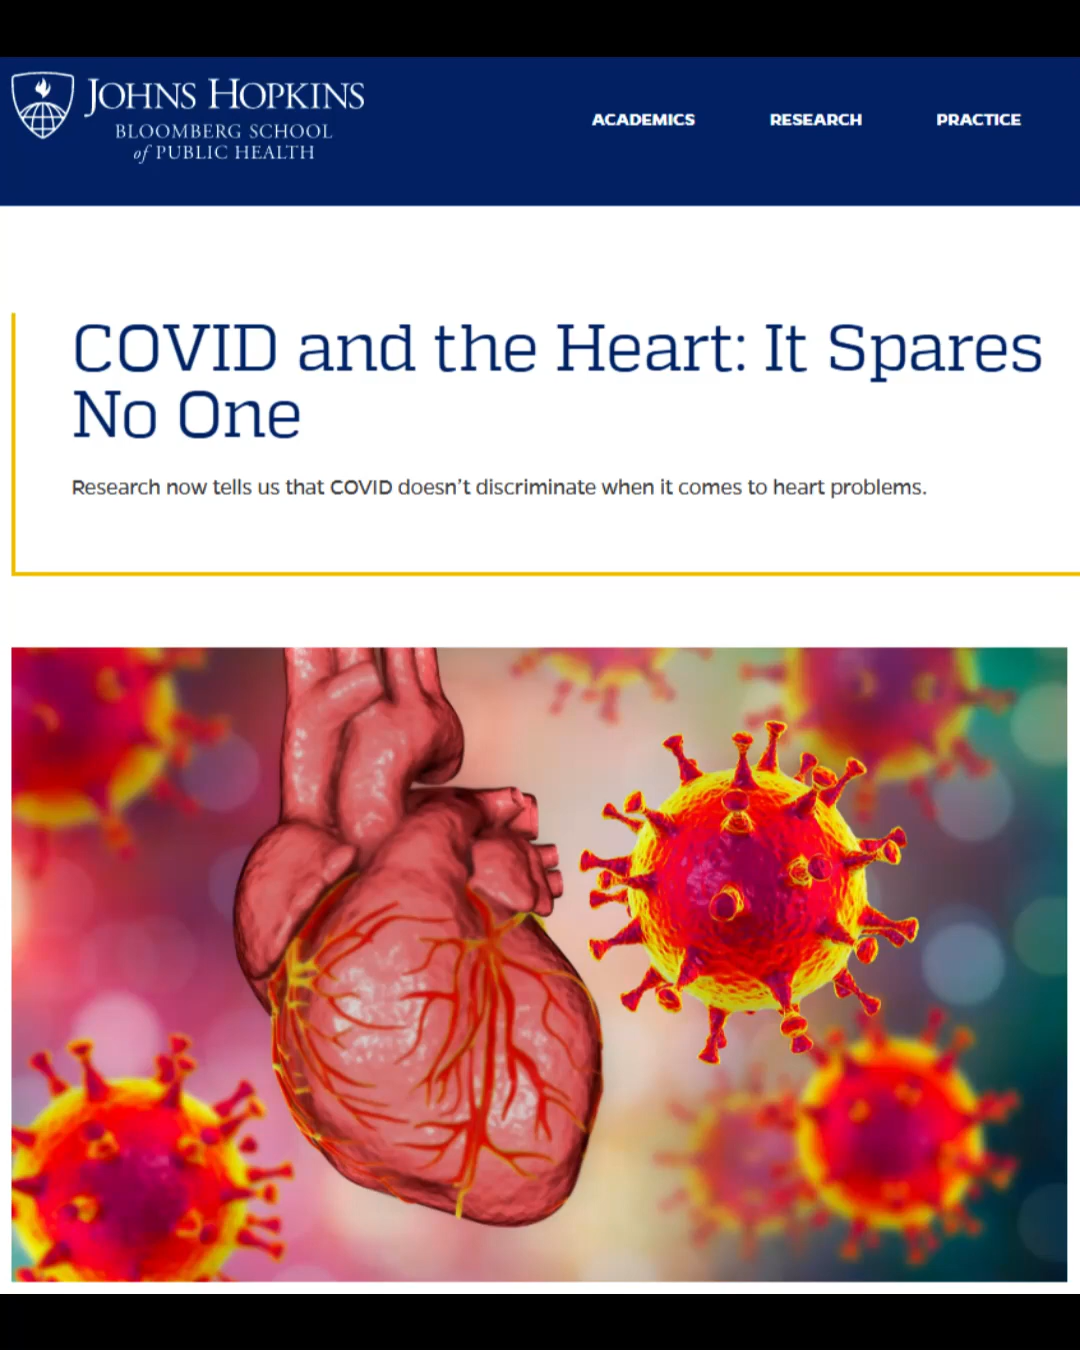 JOHNS HOPKINS
BLOOMBERG SCHOOL
of PUBLIC HEALTH
ACADEMICS RESEARCH PRACTICE
COVID and the Heart: It Spares
No One
Research now tells us that COVID doesn't discriminate when it comes to heart problems.